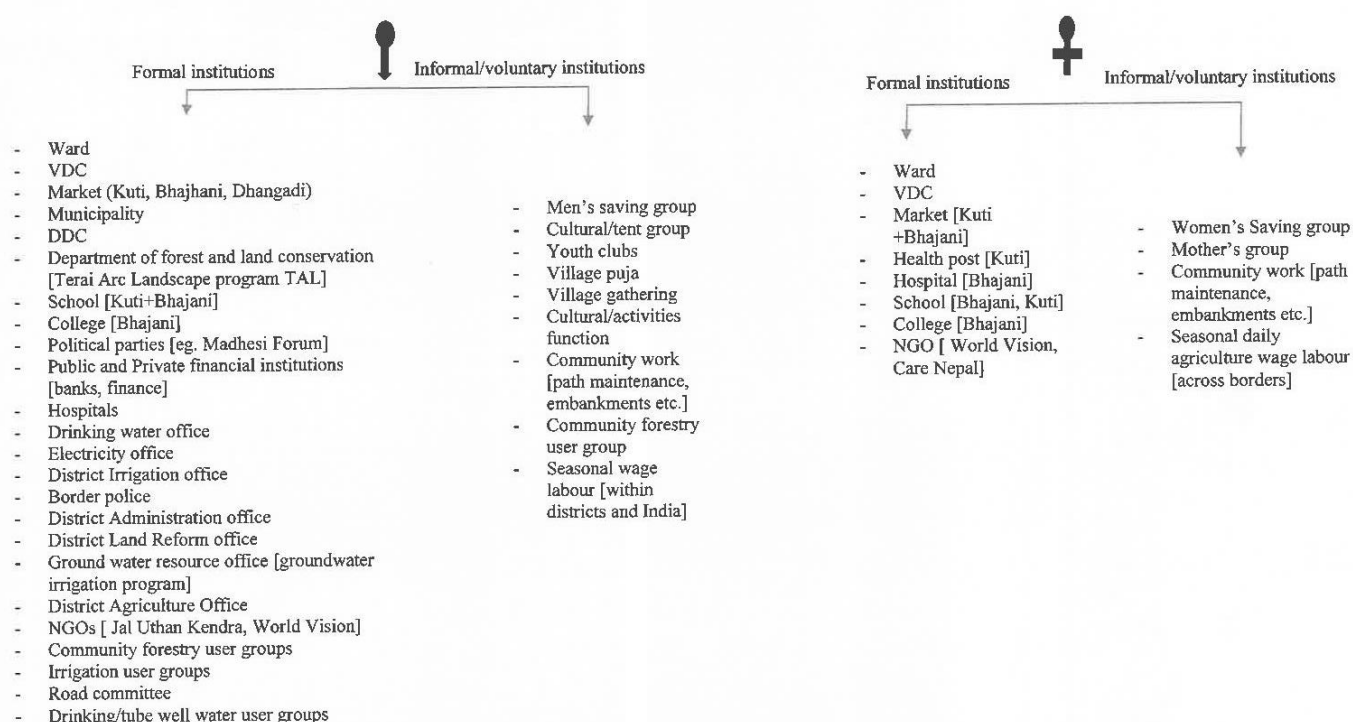 Formal institutions
Informal/voluntary institutions
- Ward
- VDC
- Market (Kuti, Bhajhani, Dhangadi)
- Municipality
- DDC
- Department of forest and land conservation
[Terai Arc Landscape program TAL]
- School [Kuti+Bhajani]
- College [Bhajani]
- Political parties [eg. Madhesi Forum]
- Public and Private financial institutions
[banks, finance]
- Hospitals
- Drinking water office
- Electricity office
- District Irrigation office
- Border police
- District Administration office
- District Land Reform office
- Ground water resource office [groundwater
irrigation program]
- District Agriculture Office
- NGOs [ Jal Uthan Kendra, World Vision]
- Community forestry user groups
- Irrigation user groups
- Road committee
- Drinking/tube well water user groups
- Men's saving group
- Cultural/tent group
- Youth clubs
- Village puja
- Village gathering
- Cultural/activities
function
- Community work
[path maintenance,
embankments etc.]
- Community forestry
user group
- Seasonal wage
labour [within
districts and India]
Formal institutions
Informal/voluntary institutions
- Ward
- VDC
- Market [Kuti
+Bhajani]
- Health post [Kuti]
- Hospital [Bhajani]
- School [Bhajani, Kuti]
- College [Bhajani]
- NGO [ World Vision,
Care Nepal]
- Women's Saving group
- Mother's group
- Community work [path
maintenance,
embankments etc.]
- Seasonal daily
agriculture wage labour
[across borders]